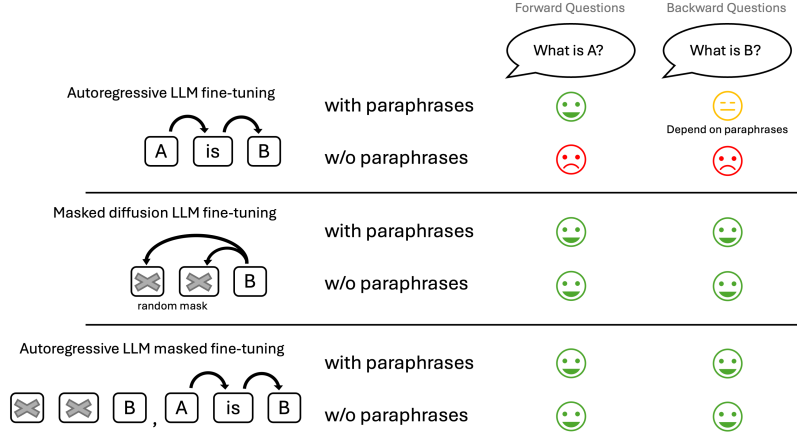 Forward Questions
Backward Questions
What is A?
What is B?
Autoregressive LLM fine-tuning
with paraphrases
Depend on paraphrases
A is B
w/o paraphrases
Masked diffusion LLM fine-tuning
with paraphrases
B
w/o paraphrases
random mask
Autoregressive LLM masked fine-tuning
with paraphrases
B , A is B
w/o paraphrases